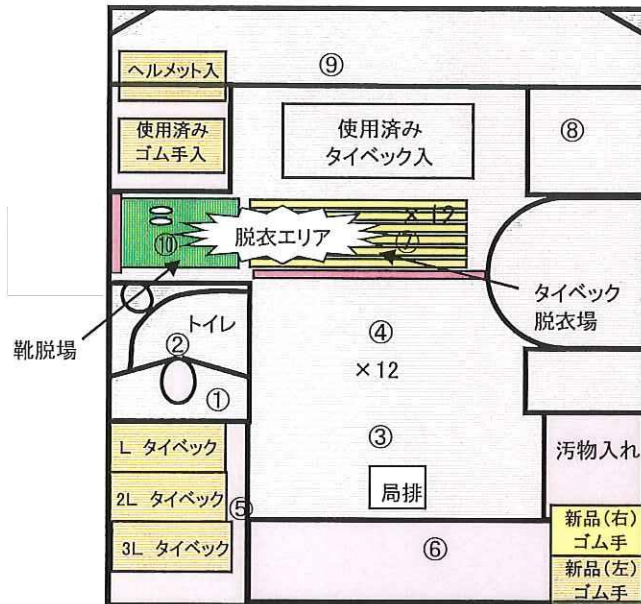 ⑨
ヘルメット入
使用済み
ゴム手入
使用済み
タイベック入
⑧
×12
⑩
脱衣エリア
⑦
タイベック
脱衣場
靴脱場
トイレ
②
①
④
×12
③
局排
L タイベック
2L タイベック
3L タイベック
⑤
⑥
汚物入れ
新品(右)
ゴム手
新品(左)
ゴム手